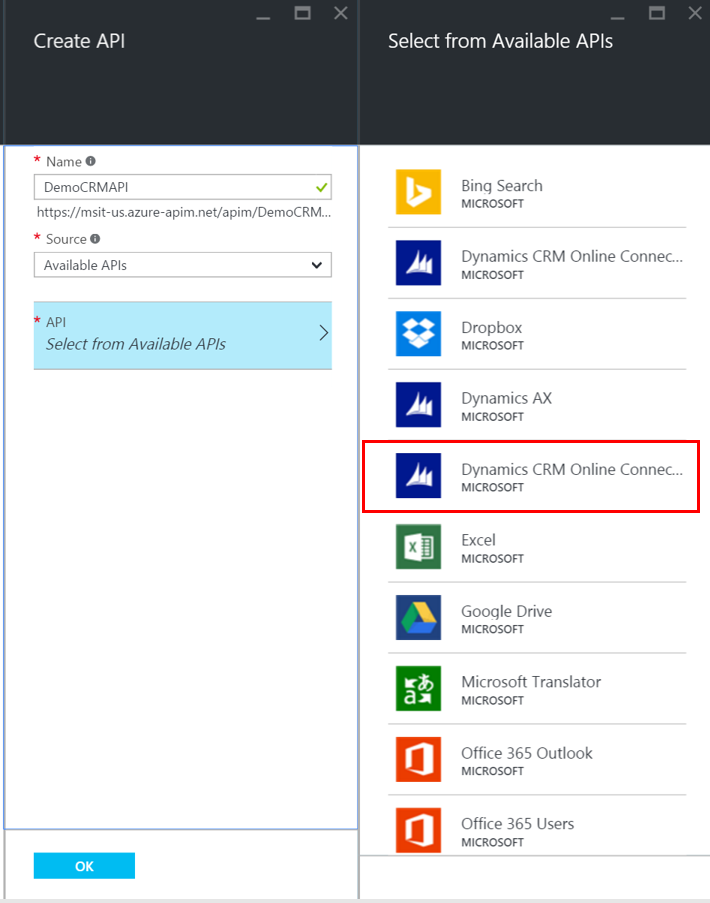 Create API
* Name
DemoCRMAPI
https://msit-us.azure-apim.net/apim/DemoCRM...
* Source
Available APIs
* API
Select from Available APIs
OK
Select from Available APIs
Bing Search
MICROSOFT
Dynamics CRM Online Connec...
MICROSOFT
Dropbox
MICROSOFT
Dynamics AX
MICROSOFT
Dynamics CRM Online Connec...
MICROSOFT
Excel
MICROSOFT
Google Drive
MICROSOFT
Microsoft Translator
MICROSOFT
Office 365 Outlook
MICROSOFT
Office 365 Users
MICROSOFT